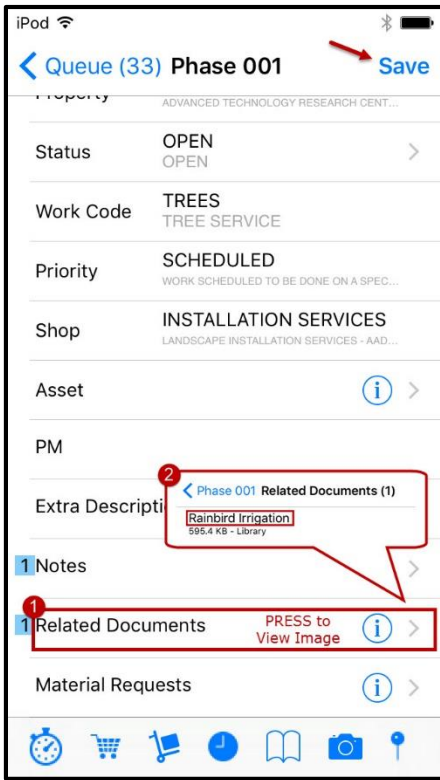 iPod
Queue (33) Phase 001 Save
Property
ADVANCED TECHNOLOGY RESEARCH CENT...
Status
OPEN
OPEN
Work Code
TREES
TREE SERVICE
Priority
SCHEDULED
WORK SCHEDULED TO BE DONE ON A SPEC...
Shop
INSTALLATION SERVICES
LANDSCAPE INSTALLATION SERVICES - AAD...
Asset
i
PM
2
Phase 001 Related Documents (1)
Extra Descripti
Rainbird Irrigation
595.4 KB - Library
1 Notes
1
1 Related Documents
PRESS to
View Image
i
Material Requests
i